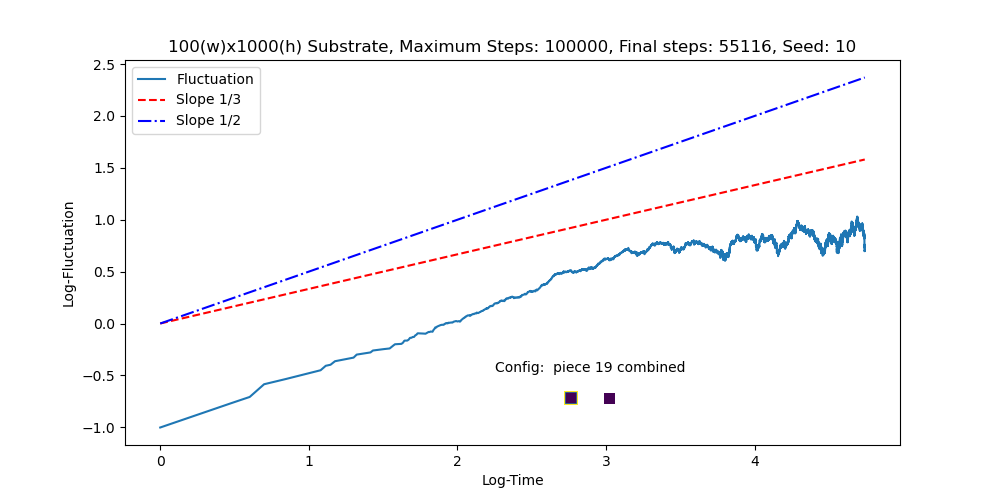 100(w)x1000(h) Substrate, Maximum Steps: 100000, Final steps: 55116, Seed: 10
2.5
2.0
1.5
1.0
0.5
0.0
−0.5
−1.0
Log-Fluctuation
Fluctuation
Slope 1/3
Slope 1/2
Config:  piece 19 combined
0 1 2 3 4
Log-Time